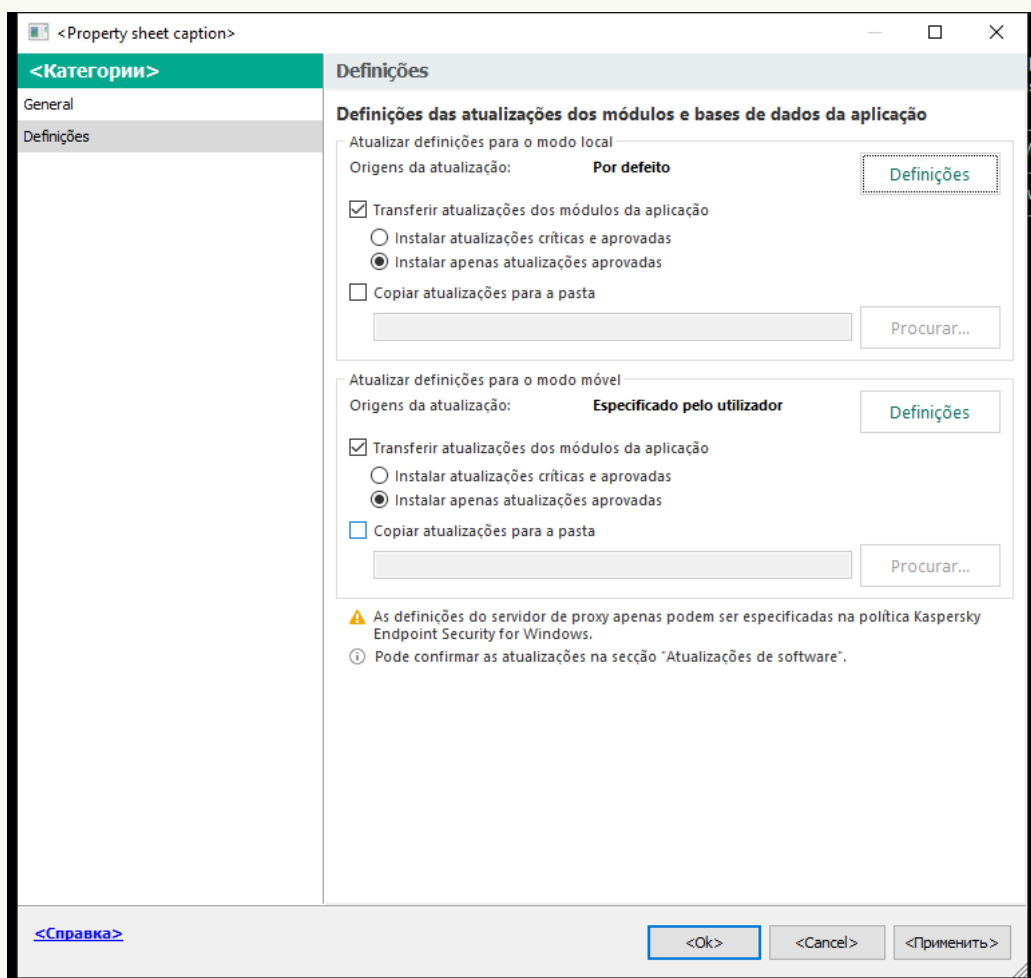 <Property sheet caption>
<Категории>
General
Definições
Definições
Definições das atualizações dos módulos e bases de dados da aplicação
Atualizar definições para o modo local
Origens da atualização: Por defeito
Definições
Transferir atualizações dos módulos da aplicação
Instalar atualizações críticas e aprovadas
Instalar apenas atualizações aprovadas
Copiar atualizações para a pasta
Procurar...
Atualizar definições para o modo móvel
Origens da atualização: Especificado pelo utilizador
Definições
Transferir atualizações dos módulos da aplicação
Instalar atualizações críticas e aprovadas
Instalar apenas atualizações aprovadas
Copiar atualizações para a pasta
Procurar...
As definições do servidor de proxy apenas podem ser especificadas na política Kaspersky
Endpoint Security for Windows.
Pode confirmar as atualizações na secção "Atualizações de software".
<Справка>
<Ok> <Cancel> <Применить>